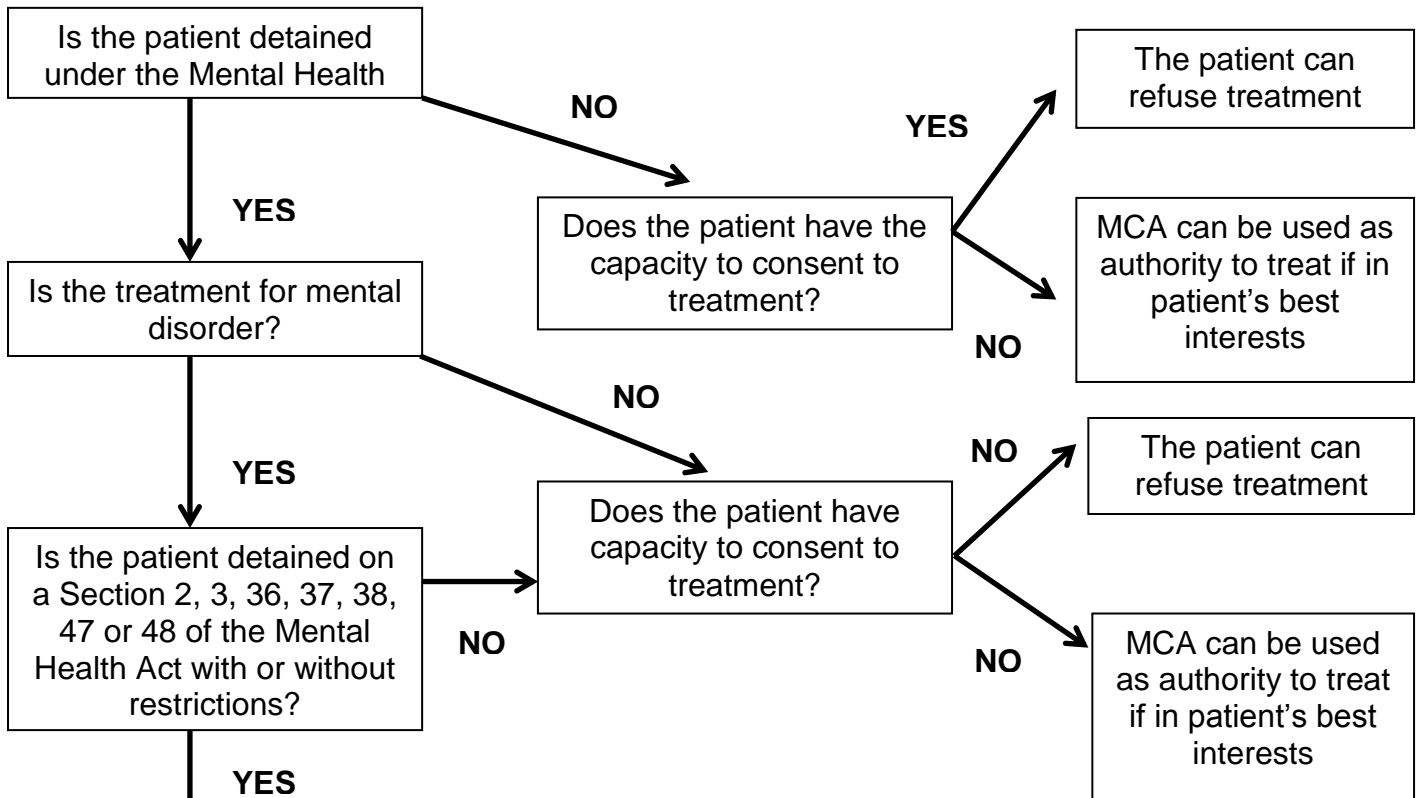 Is the patient detained
under the Mental Health
NO
YES
The patient can
refuse treatment
YES
Does the patient have the
capacity to consent to
treatment?
MCA can be used as
authority to treat if in
patient's best
interests
NO
Is the treatment for mental
disorder?
NO
YES
NO
The patient can
refuse treatment
Does the patient have
capacity to consent to
treatment?
Is the patient detained on
a Section 2, 3, 36, 37, 38,
47 or 48 of the Mental
Health Act with or without
restrictions?
NO
NO
MCA can be used
as authority to treat
if in patient's best
interests
YES